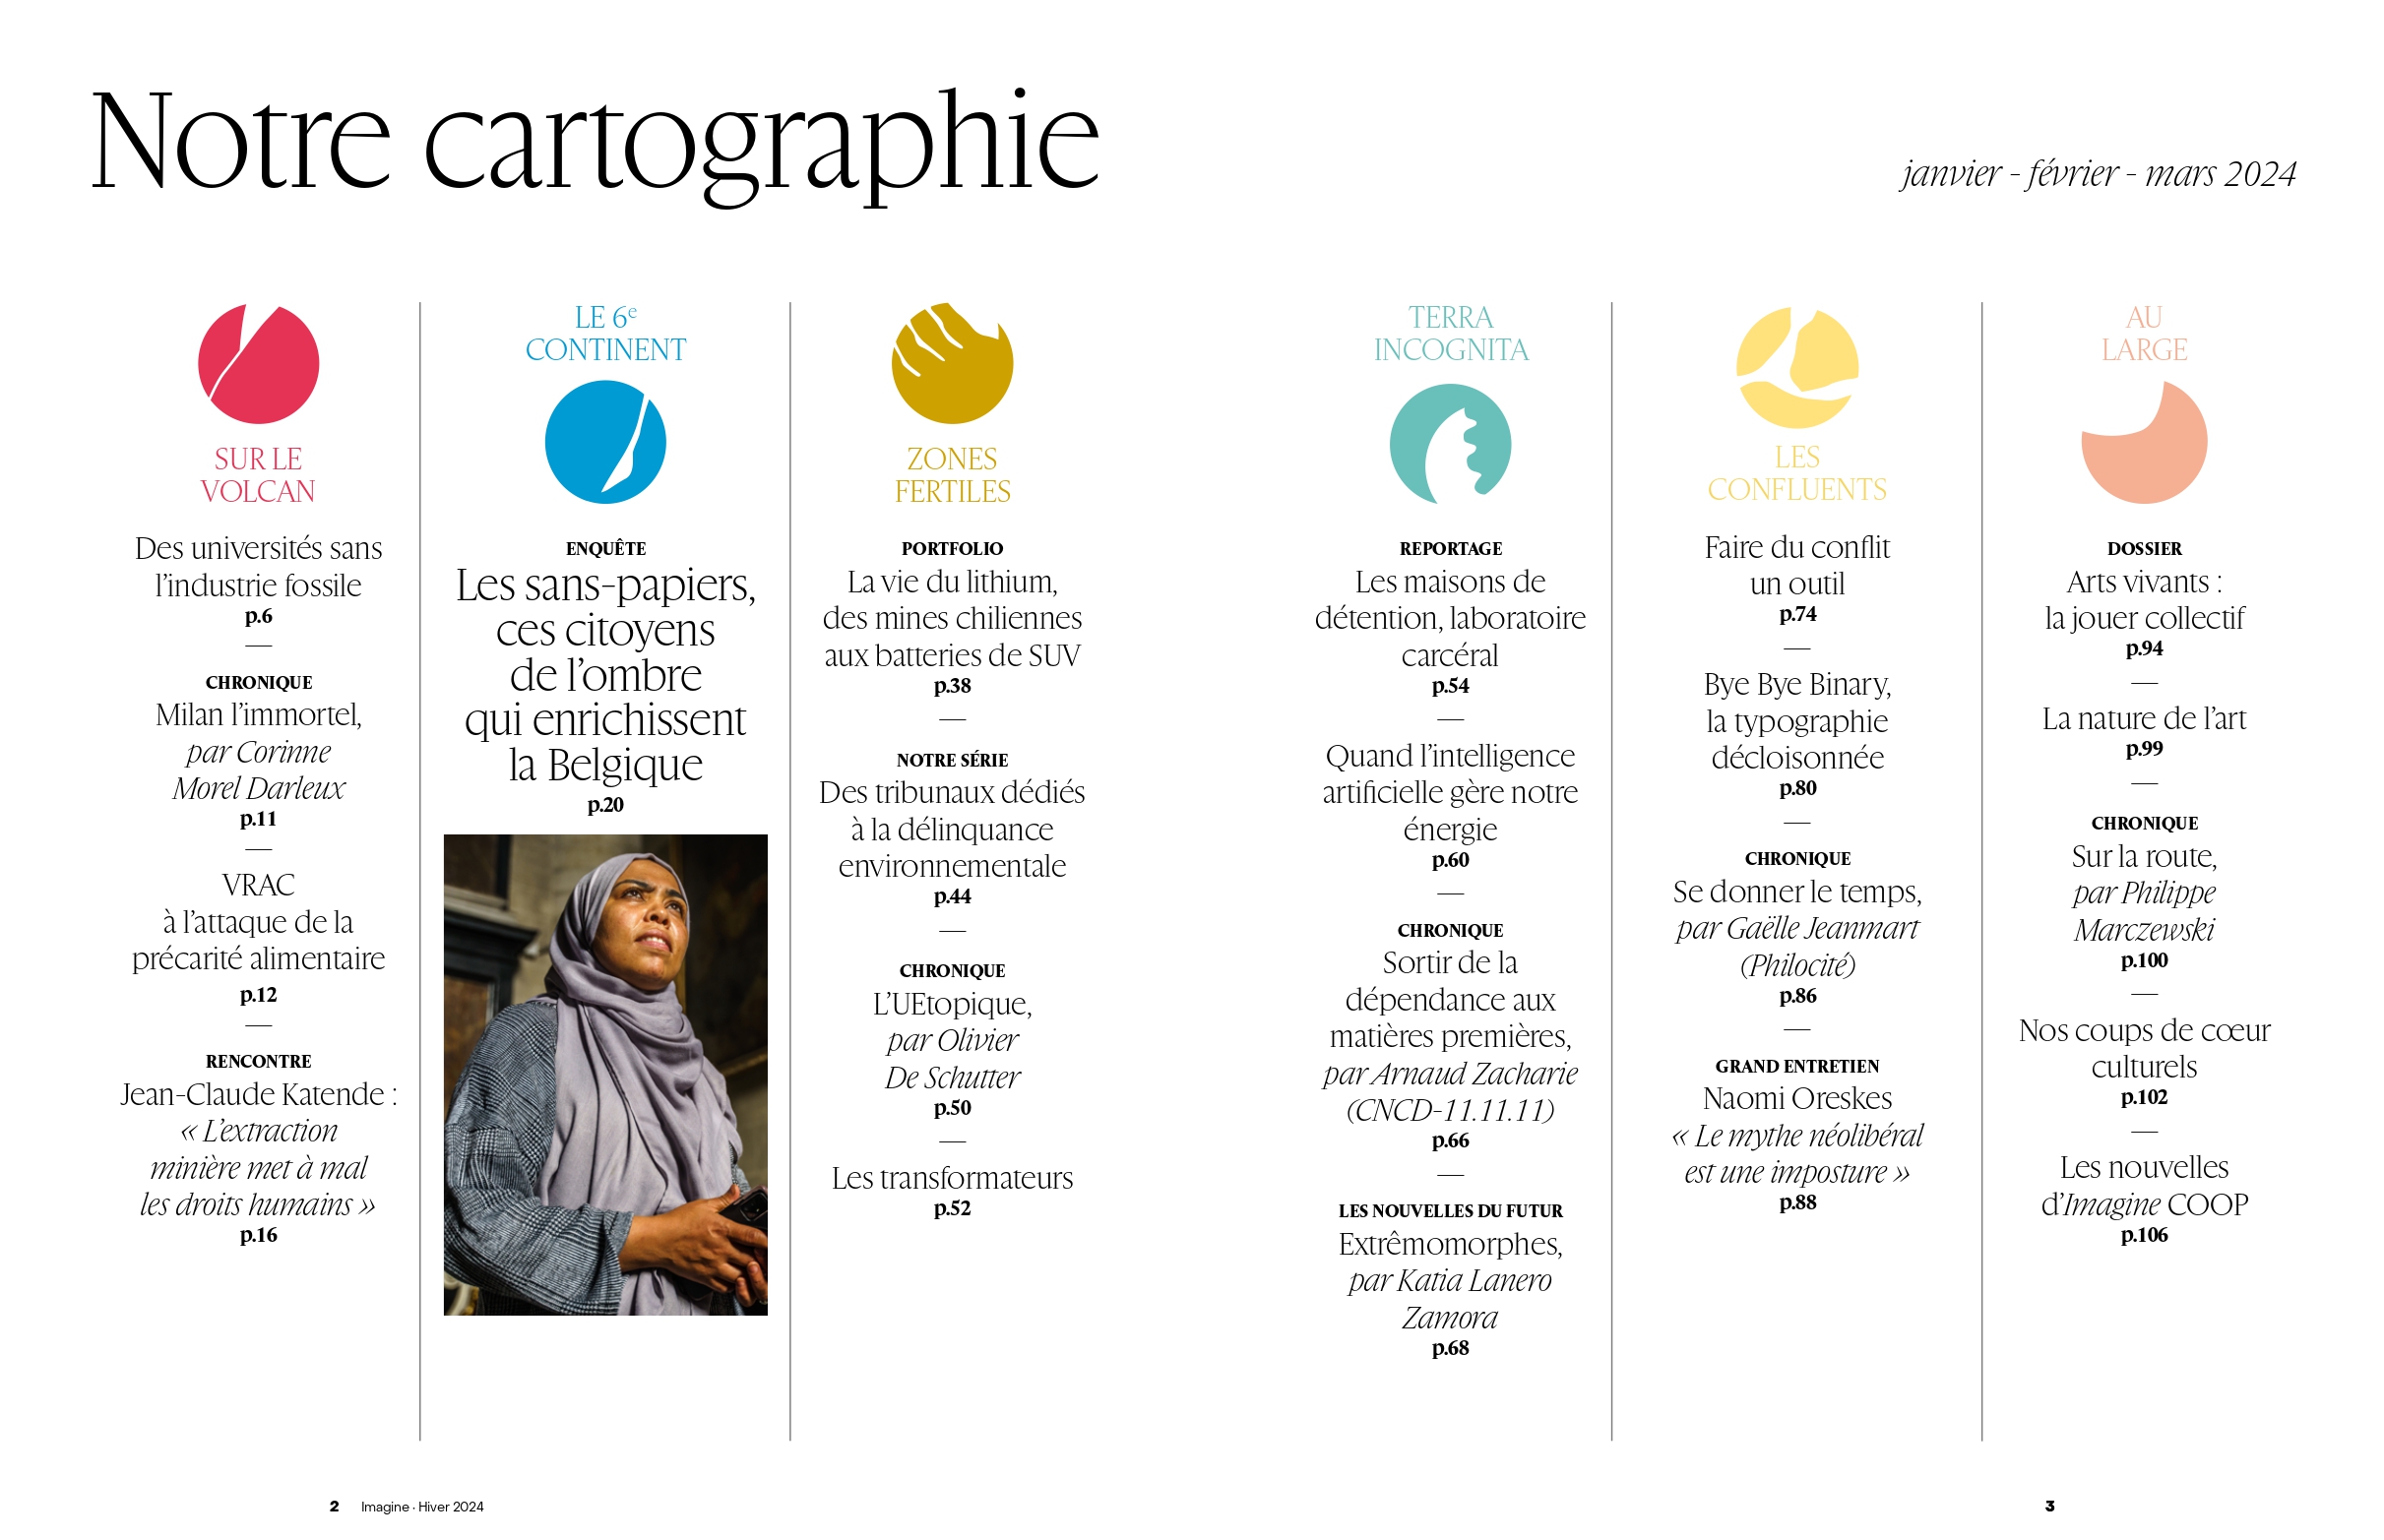 Notre cartographie
janvier - février - mars 2024
SUR LE
VOLCAN
Des universités sans
l’industrie fossile
p.6
—
CHRONIQUE
Milan l’immortel,
par Corinne
Morel Darleux
p.11
—
VRAC
à l’attaque de la
précarité alimentaire
p.12
—
RENCONTRE
Jean-Claude Katende :
« L’extraction
minière met à mal
les droits humains »
p.16
LE 6e
CONTINENT
ENQUÊTE
Les sans-papiers,
ces citoyens
de l’ombre
qui enrichissent
la Belgique
p.20
ZONES
FERTILES
PORTFOLIO
La vie du lithium,
des mines chiliennes
aux batteries de SUV
p.38
—
NOTRE SÉRIE
Des tribunaux dédiés
à la délinquance
environnementale
p.44
—
CHRONIQUE
L’UEtopique,
par Olivier
De Schutter
p.50
—
Les transformateurs
p.52
TERRA
INCOGNITA
REPORTAGE
Les maisons de
détention, laboratoire
carcéral
p.54
—
Quand l’intelligence
artificielle gère notre
énergie
p.60
—
CHRONIQUE
Sortir de la
dépendance aux
matières premières,
par Arnaud Zacharie
(CNCD-11.11.11)
p.66
—
LES NOUVELLES DU FUTUR
Extrêmomorphes,
par Katia Lanero
Zamora
p.68
LES
CONFLUENTS
Faire du conflit
un outil
p.74
—
Bye Bye Binary,
la typographie
décloisonnée
p.80
—
CHRONIQUE
Se donner le temps,
par Gaëlle Jeanmart
(Philocité)
p.86
—
GRAND ENTRETIEN
Naomi Oreskes
« Le mythe néolibéral
est une imposture »
p.88
AU
LARGE
DOSSIER
Arts vivants :
la jouer collectif
p.94
—
La nature de l’art
p.99
—
CHRONIQUE
Sur la route,
par Philippe
Marczewski
p.100
—
Nos coups de cœur
culturels
p.102
—
Les nouvelles
d’Imagine COOP
p.106
2 Imagine · Hiver 2024
3